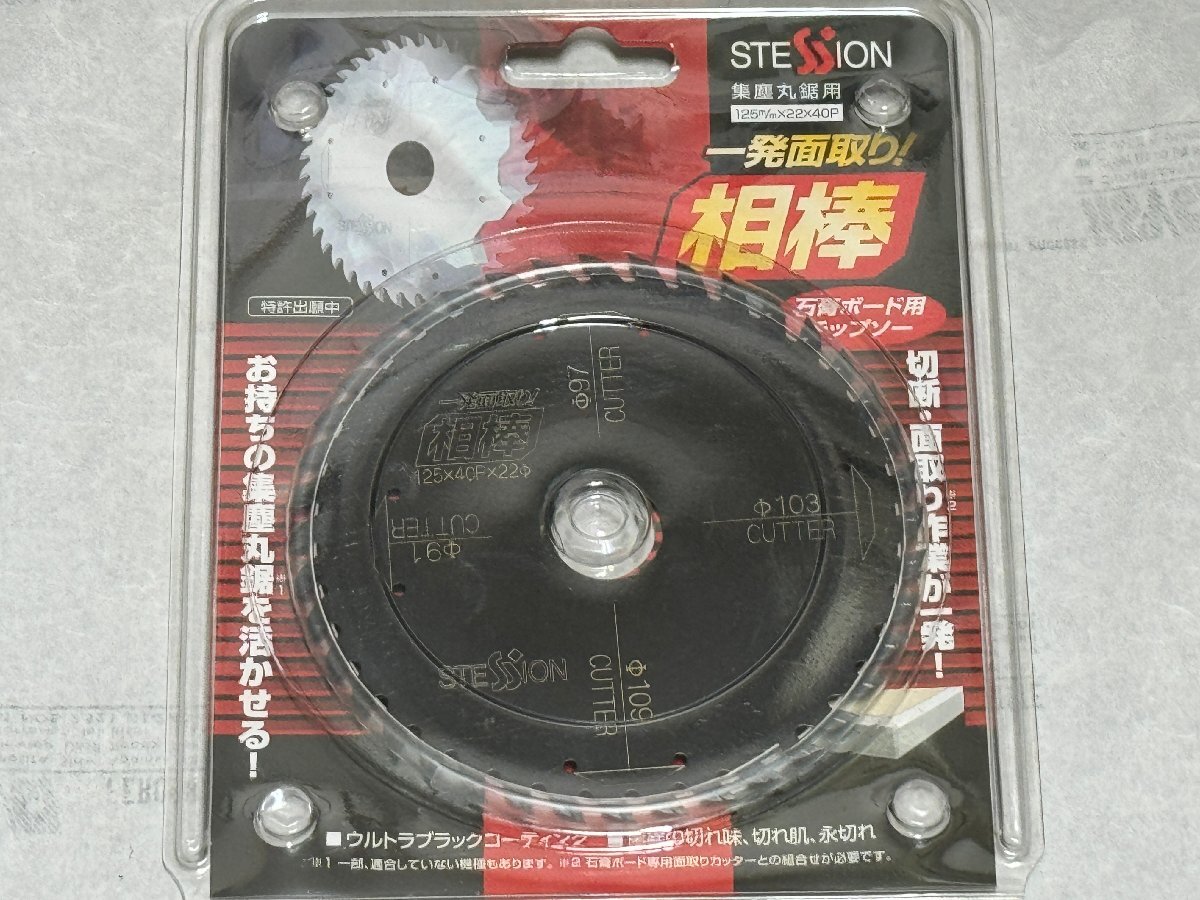 STESSION
集塵丸鋸用
125m/m×22×40P
一発面取り!
相棒
石膏ボード用
チップソー
特許出願中
お持ちの集塵丸鋸を活かせる!
※1
切断、面取り作業が一発!
※2
Φ97
CUTTER
一発面取り
相棒
125×40P×22Φ
Φ103
CUTTER
Φ91
CUTTER
STESSION
Φ109
CUTTER
■ウルトラブラックコーティング
切れ味、切れ肌、永切れ
※1 一部、適合していない機種もあります。 ※2 石膏ボード専用面取りカッターとの組合せが必要です。